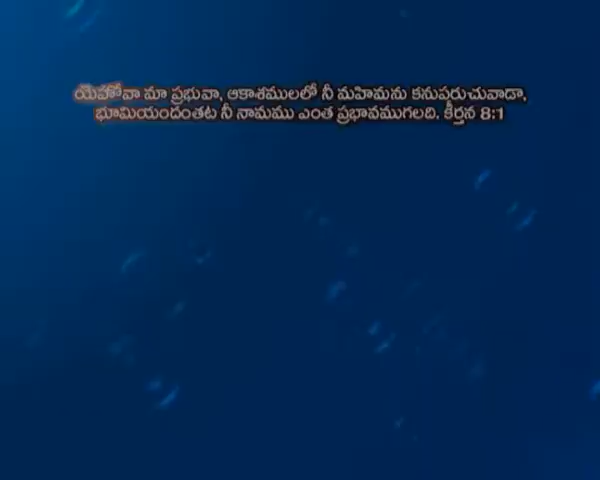 యెహోవా మా ప్రభువా, ఆకాశములలో నీ మహిమను కనుపరుచువాడా,
భూమియందంతట నీ నామము ఎంత ప్రభావముగలది. కీర్తన 8:1